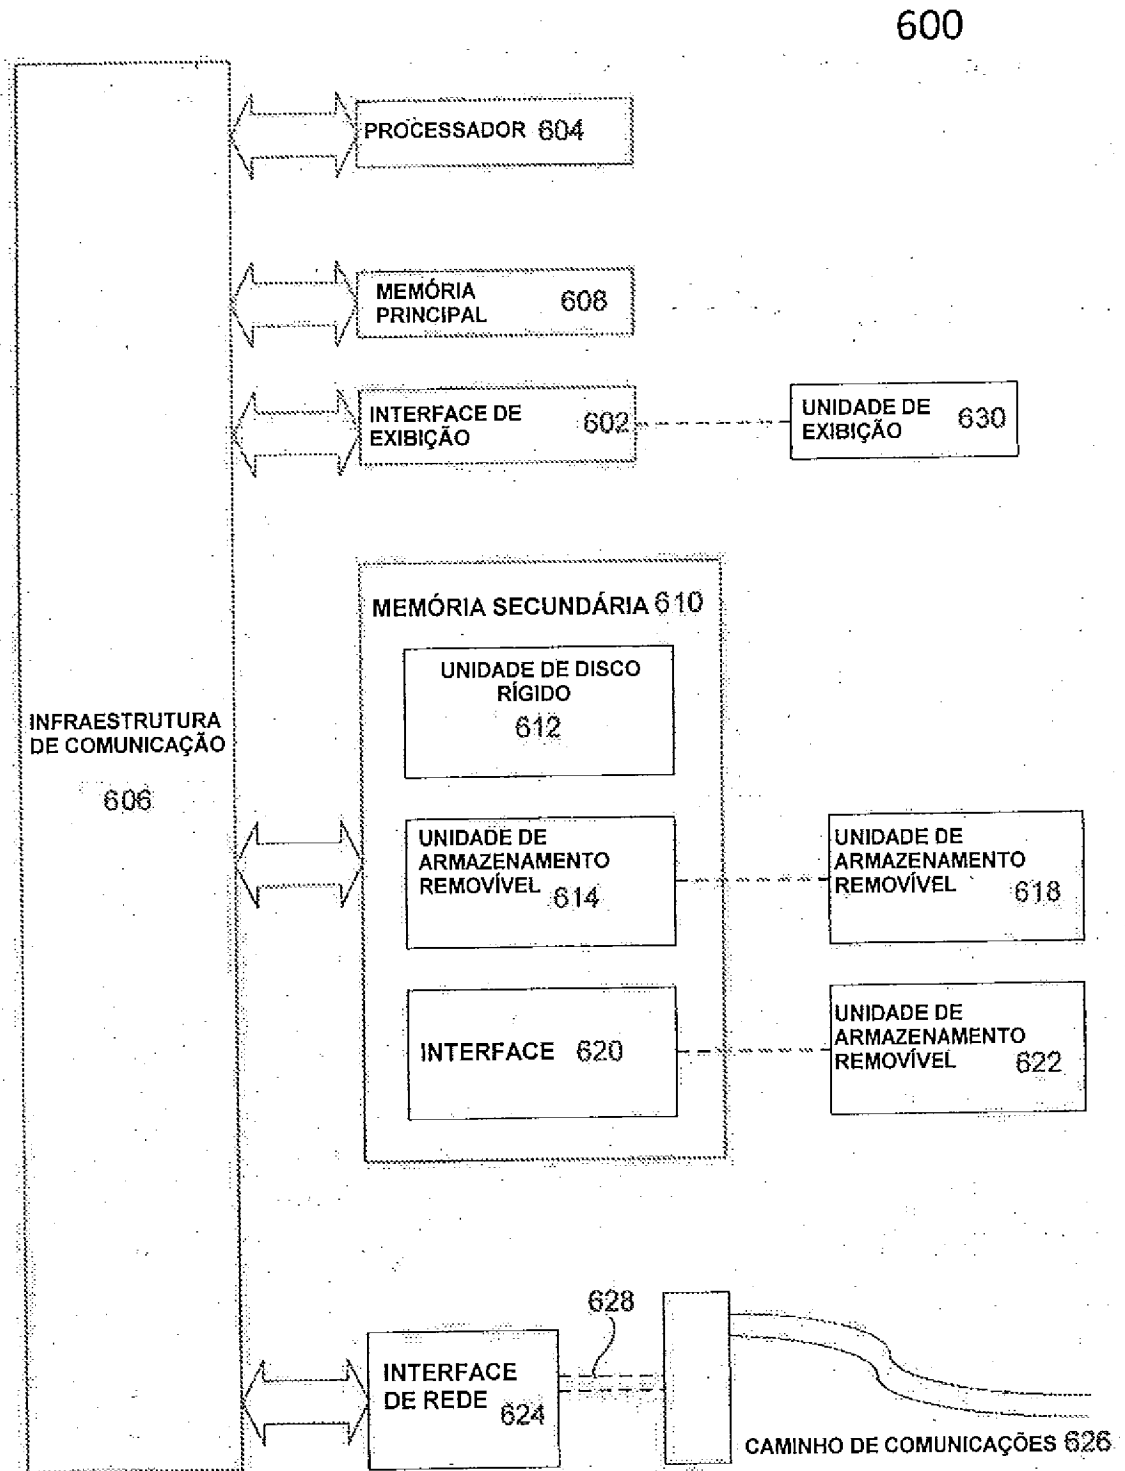 600
PROCESSADOR 604
MEMÓRIA
PRINCIPAL 608
INTERFACE DE
EXIBIÇÃO 602
UNIDADE DE
EXIBIÇÃO 630
MEMÓRIA SECUNDÁRIA 610
UNIDADE DE DISCO
RÍGIDO
612
INFRAESTRUTURA
DE COMUNICAÇÃO
606
UNIDADE DE
ARMAZENAMENTO
REMOVÍVEL 614
UNIDADE DE
ARMAZENAMENTO
REMOVÍVEL 618
INTERFACE 620
UNIDADE DE
ARMAZENAMENTO
REMOVÍVEL 622
628
INTERFACE
DE REDE 624
CAMINHO DE COMUNICAÇÕES 626